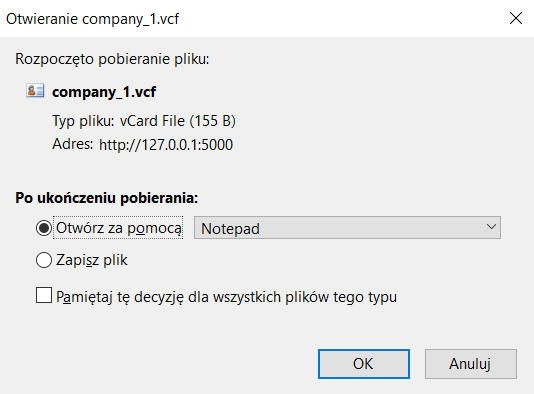 Otwieranie company_1.vcf
Rozpoczęto pobieranie pliku:
company_1.vcf
Typ pliku: vCard File (155 B)
Adres: http://127.0.0.1:5000
Po ukończeniu pobierania:
Otwórz za pomocą Notepad
Zapisz plik
Pamiętaj tę decyzję dla wszystkich plików tego typu
OK Anuluj